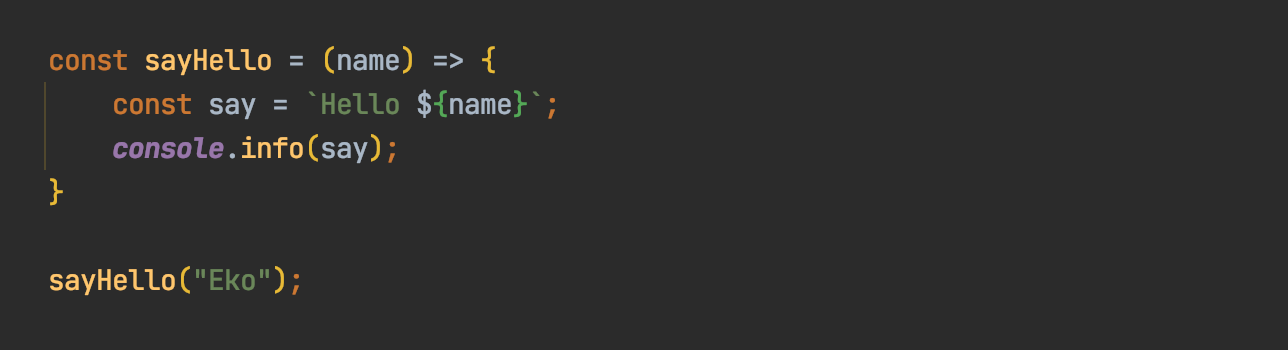 const sayHello = (name) => {
    const say = `Hello ${name}`;
    console.info(say);
}

sayHello("Eko");